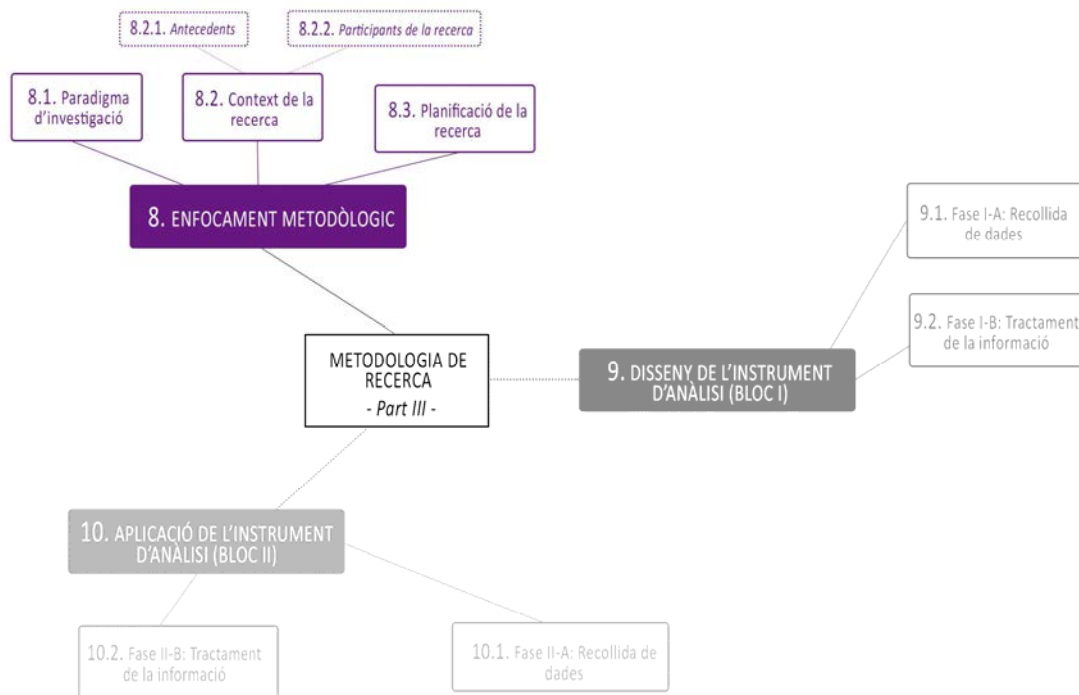 8.2.1. Antecedents
8.2.2. Participants de la recerca
8.1. Paradigma
d'investigació
8.2. Context de la
recerca
8.3. Planificació de la
recerca
8. ENFOCAMENT METODÒLOGIC
9.1. Fase I-A: Recollida
de dades
9.2. Fase I-B: Tractament
de la informació
METODOLOGIA DE
RECERCA
- Part III -
9. DISSENY DE L'INSTRUMENT
D'ANÀLISI (BLOC I)
10. APLICACIÓ DE L'INSTRUMENT
D'ANÀLISI (BLOC II)
10.2. Fase II-B: Tractament
de la informació
10.1. Fase II-A: Recollida de
dades